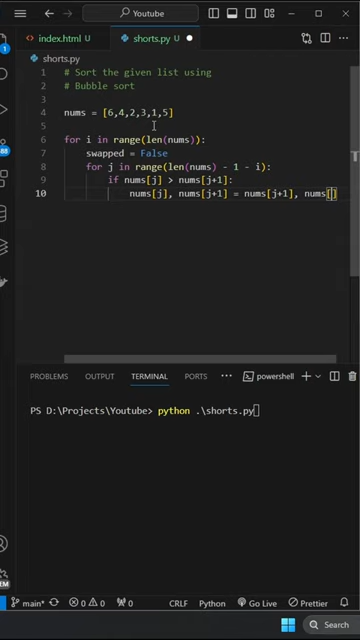 Youtube
index.html U
shorts.py U
shorts.py
1 # Sort the given list using
2 # Bubble sort
3
4 nums = [6,4,2,3,1,5]
5
6 for i in range(len(nums)):
7 swapped = False
8 for j in range(len(nums) - 1 - i):
9 if nums[j] > nums[j+1]:
10 nums[j], nums[j+1] = nums[j+1], nums[]
PROBLEMS OUTPUT TERMINAL PORTS powershell
PS D:\Projects\Youtube> python .\shorts.py
main* 0 0 0 CRLF Python Go Live Prettier
Search